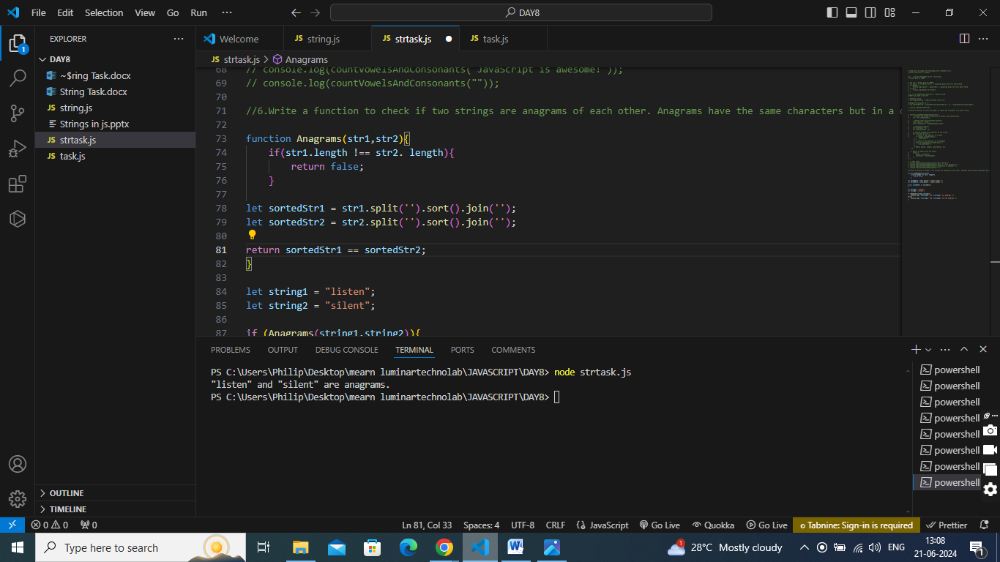 File Edit Selection View Go Run ··· DAY8
EXPLORER ···
Welcome
JS string.js
JS strtask.js
JS task.js
JS strtask.js > Anagrams
DAY8
~$ring Task.docx
String Task.docx
JS string.js
Strings in js.pptx
JS strtask.js
JS task.js
OUTLINE
TIMELINE
68 // console.log(countVowelsAndConsonants("JavaScript is awesome!"));
69 // console.log(countVowelsAndConsonants(""));
70
71 //6.Write a function to check if two strings are anagrams of each other. Anagrams have the same characters but in a
72
73 function Anagrams(str1,str2){
74 if(str1.length !== str2. length){
75 return false;
76 }
77
78 let sortedStr1 = str1.split('').sort().join('');
79 let sortedStr2 = str2.split('').sort().join('');
80
81 return sortedStr1 == sortedStr2;
82 }
83
84 let string1 = "listen";
85 let string2 = "silent";
86
87 if (Anagrams(string1,string2)){
PROBLEMS OUTPUT DEBUG CONSOLE TERMINAL PORTS COMMENTS
PS C:\Users\Philip\Desktop\mearn luminartechnolab\JAVASCRIPT\DAY8> node strtask.js
"listen" and "silent" are anagrams.
PS C:\Users\Philip\Desktop\mearn luminartechnolab\JAVASCRIPT\DAY8>
powershell
powershell
powershell
powershell
powershell
powershell
powershell
powershell
0 0 0 Ln 81, Col 33 Spaces: 4 UTF-8 CRLF JavaScript Go Live Quokka Go Live Tabnine: Sign-in is required Prettier
Type here to search
28°C Mostly cloudy ENG 13:08
21-06-2024